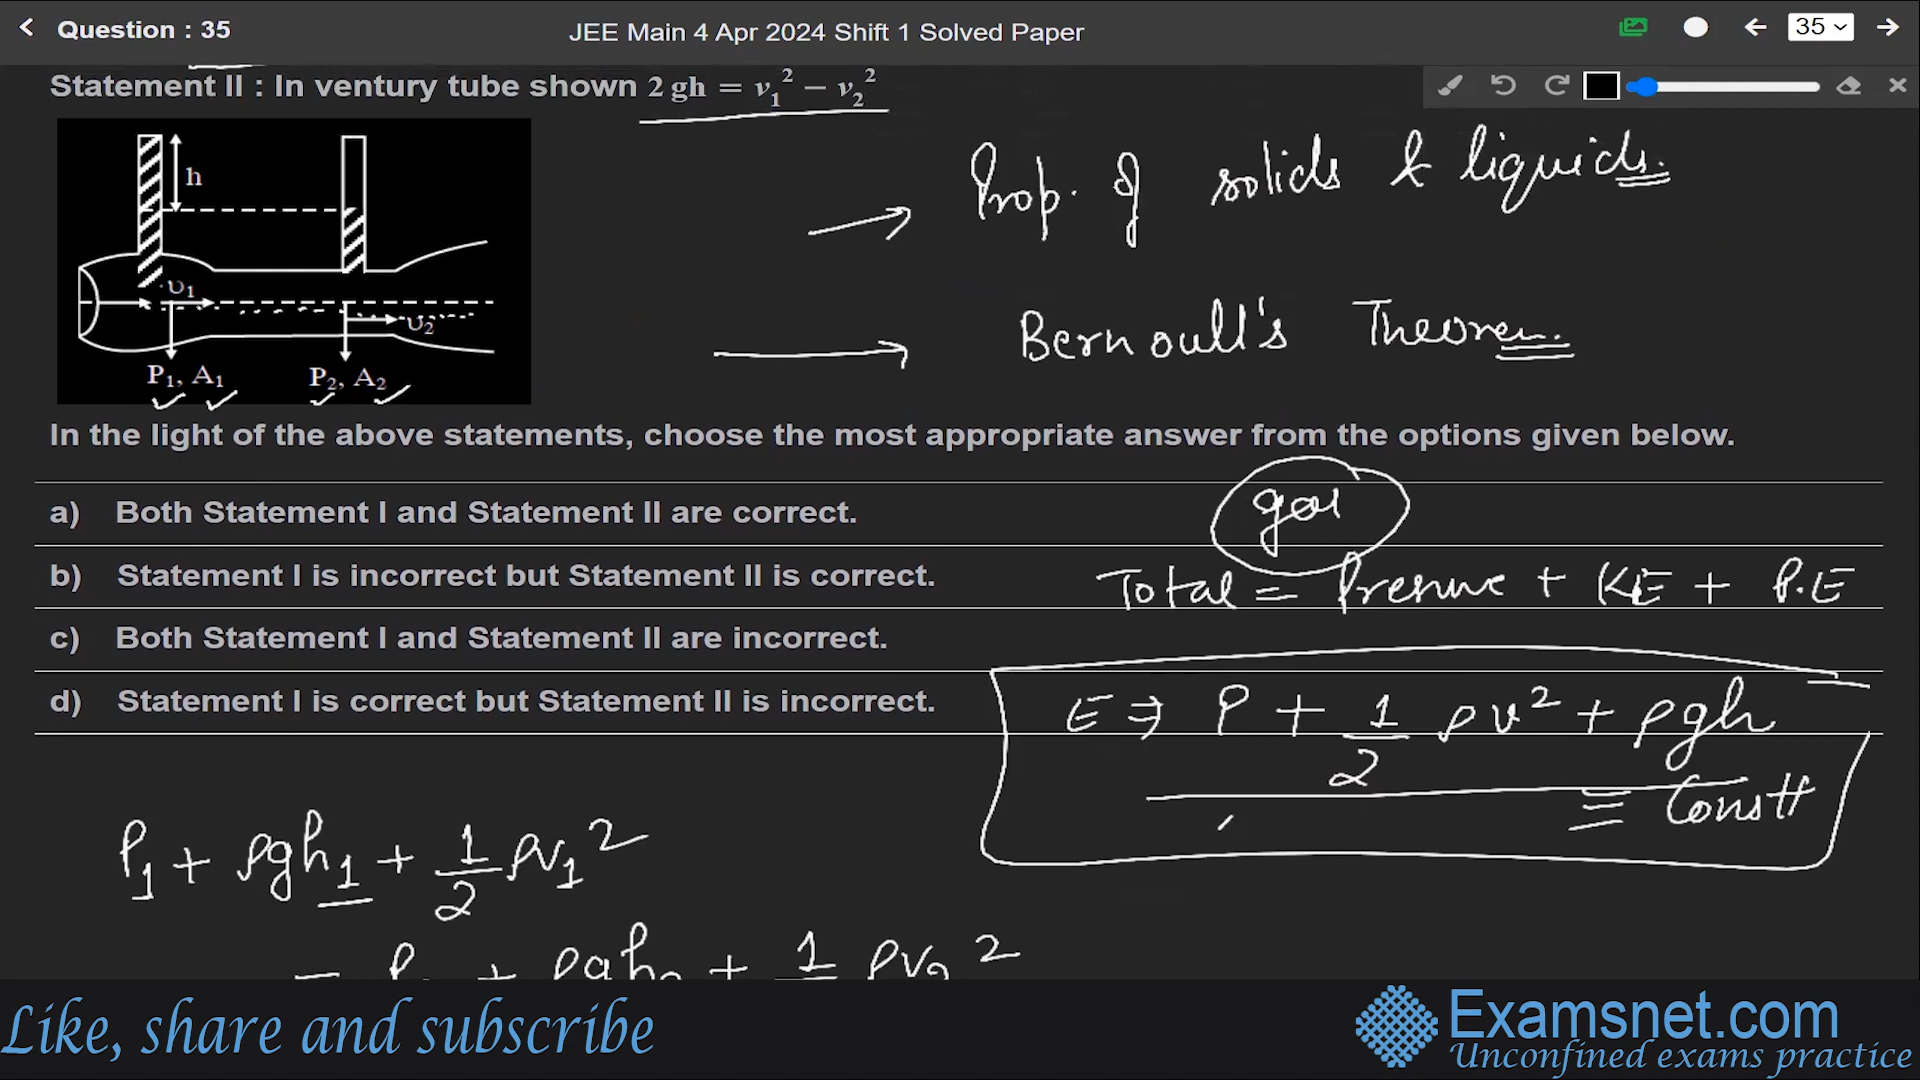 Question : 35
JEE Main 4 Apr 2024 Shift 1 Solved Paper
35
Statement II : In ventury tube shown 2 gh = v₁² − v₂²
Prop. of solids & liquids.
h
Bernoull's Theorem.
υ₁
υ₂
P₁, A₁ P₂, A₂
In the light of the above statements, choose the most appropriate answer from the options given below.
a) Both Statement I and Statement II are correct.
b) Statement I is incorrect but Statement II is correct.
Total = Pressure + KE + P.E
c) Both Statement I and Statement II are incorrect.
d) Statement I is correct but Statement II is incorrect.
E ⇒ P + 1/2 ρv² + ρgh
= Constt
P₁ + ρgh₁ + 1/2 ρv₁²
= P + ρgh₂ + 1 ρv₂²
Like, share and subscribe
Examsnet.com
Unconfined exams practice